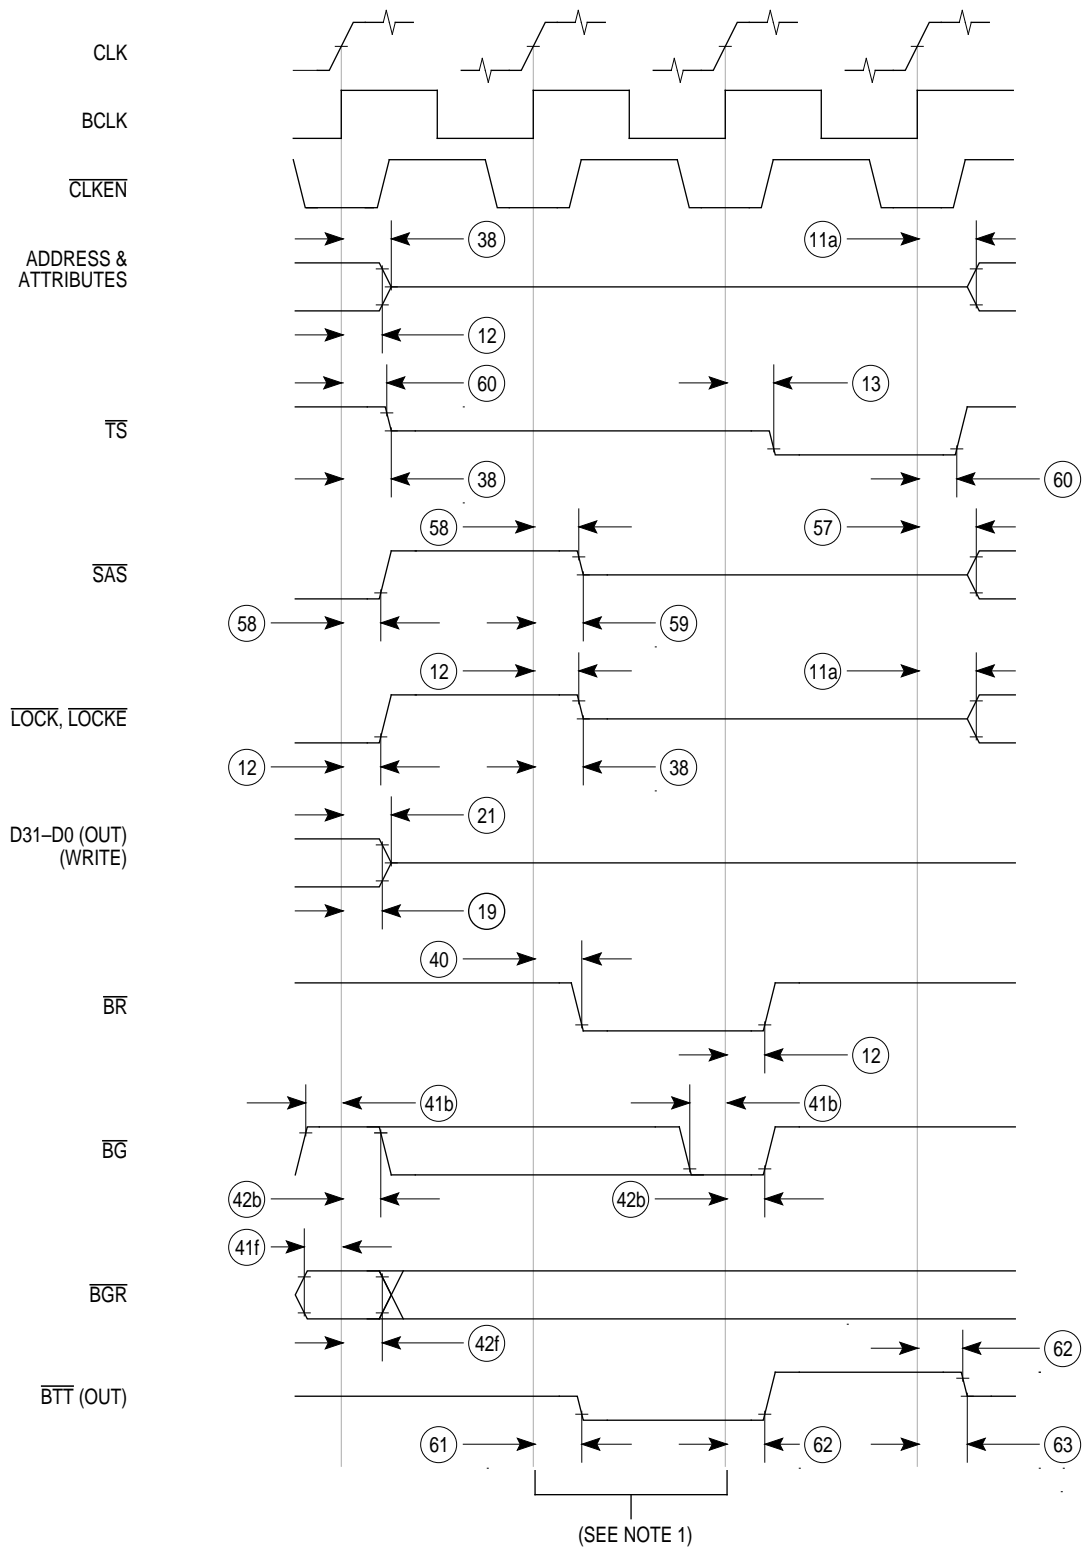 CLK
BCLK
CLKEN
38
11a
ADDRESS &
ATTRIBUTES
12
60
13
TS
38
60
58
57
SAS
58
59
12
11a
LOCK, LOCKE
12
38
21
D31–D0 (OUT)
(WRITE)
19
40
BR
12
41b
41b
BG
42b
42b
41f
BGR
42f
62
BTT (OUT)
61
62
63
(SEE NOTE 1)